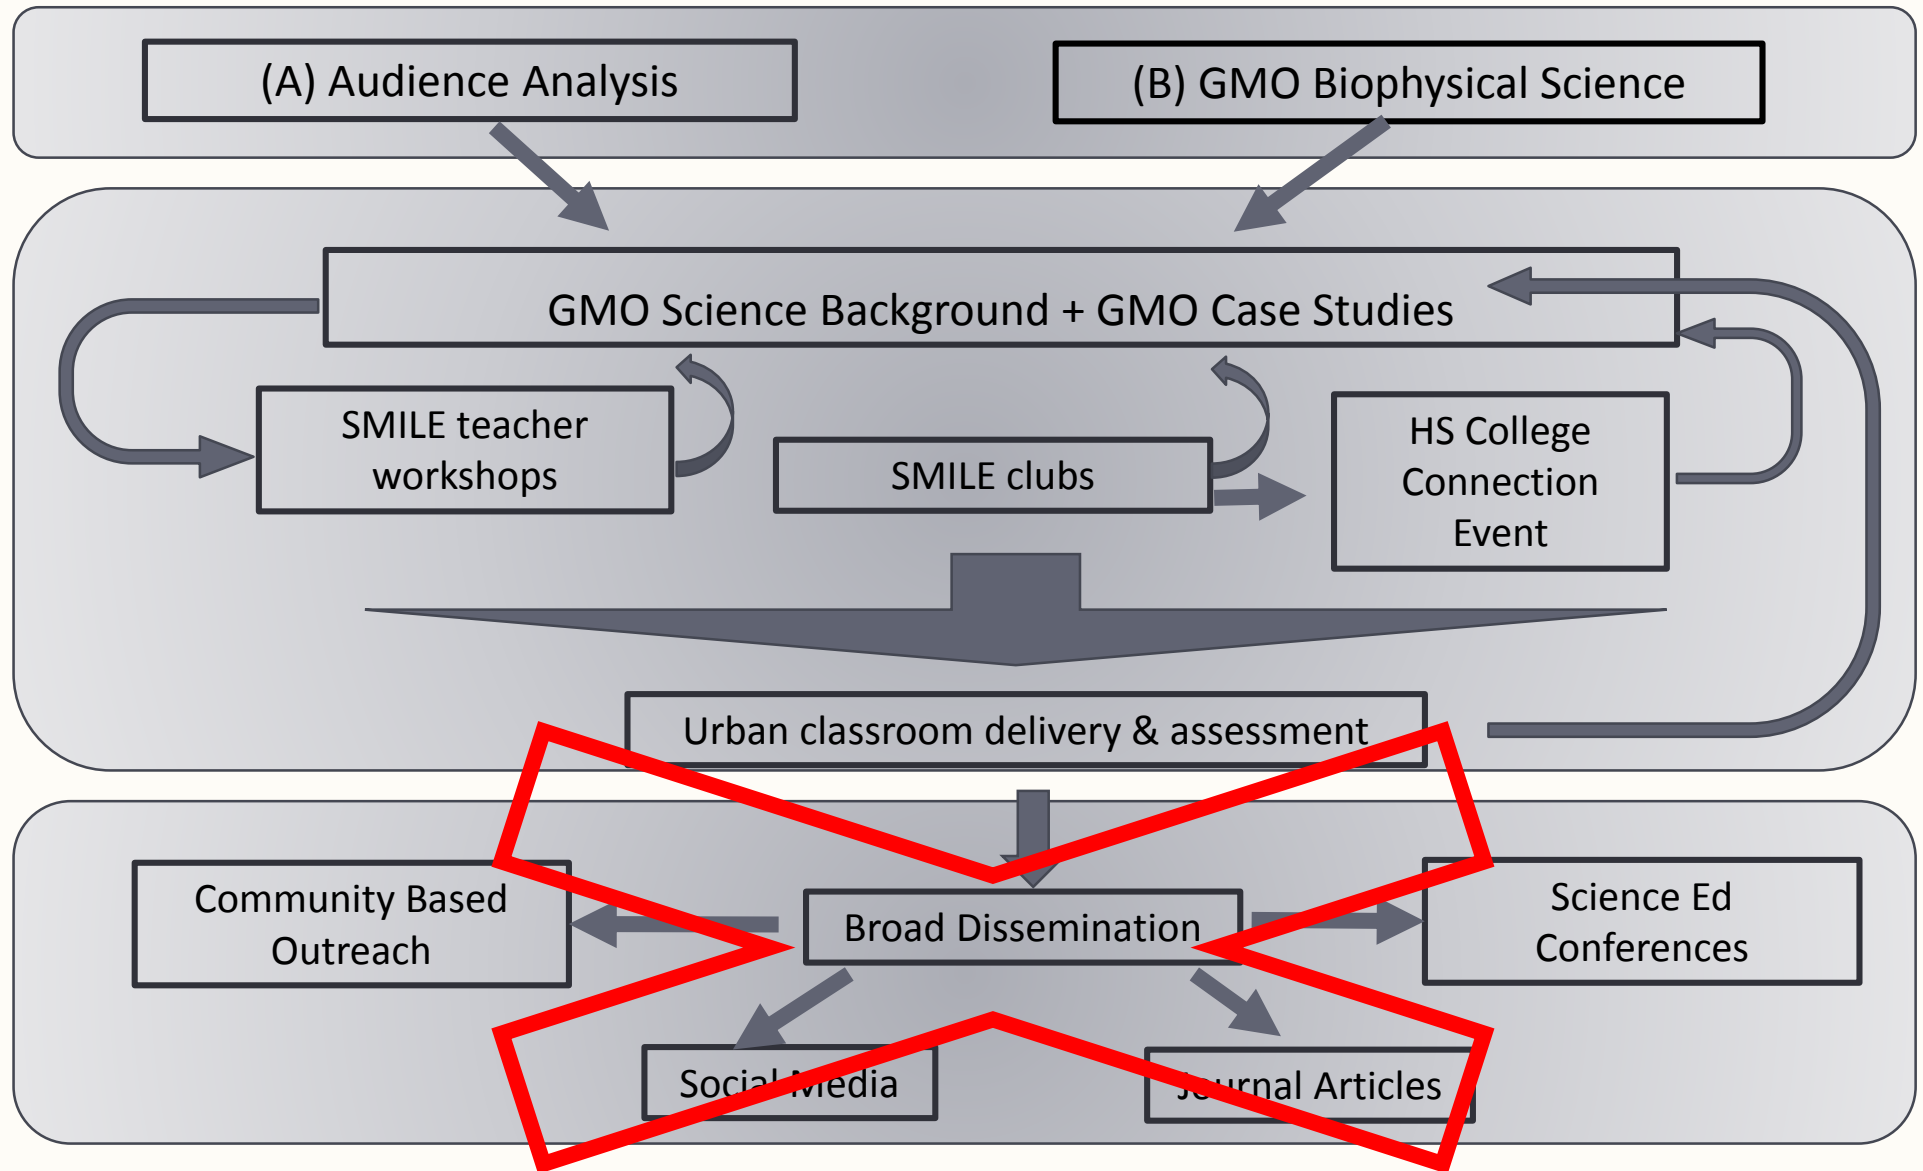 (A) Audience Analysis
(B) GMO Biophysical Science
GMO Science Background + GMO Case Studies
SMILE teacher
workshops
SMILE clubs
HS College
Connection
Event
Urban classroom delivery & assessment
Community Based
Outreach
Broad Dissemination
Science Ed
Conferences
Social Media
Journal Articles